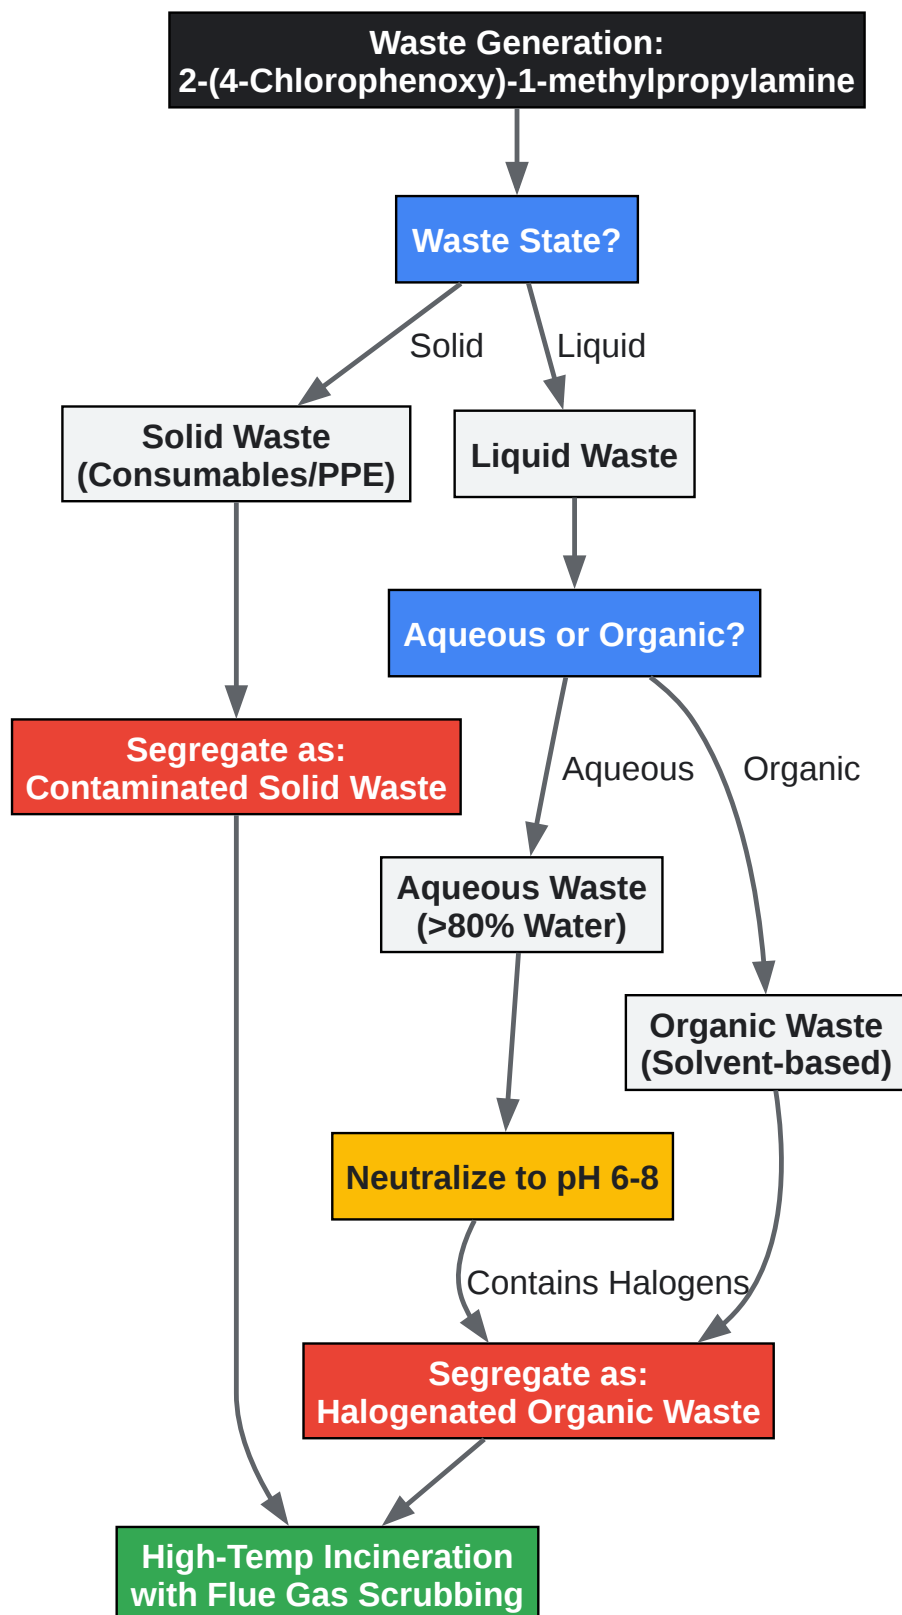 Waste Generation:
2-(4-Chlorophenoxy)-1-methylpropylamine
Waste State?
Solid
Liquid
Solid Waste
(Consumables/PPE)
Liquid Waste
Aqueous or Organic?
Segregate as:
Contaminated Solid Waste
Aqueous
Organic
Aqueous Waste
(>80% Water)
Organic Waste
(Solvent-based)
Neutralize to pH 6-8
Contains Halogens
Segregate as:
Halogenated Organic Waste
High-Temp Incineration
with Flue Gas Scrubbing